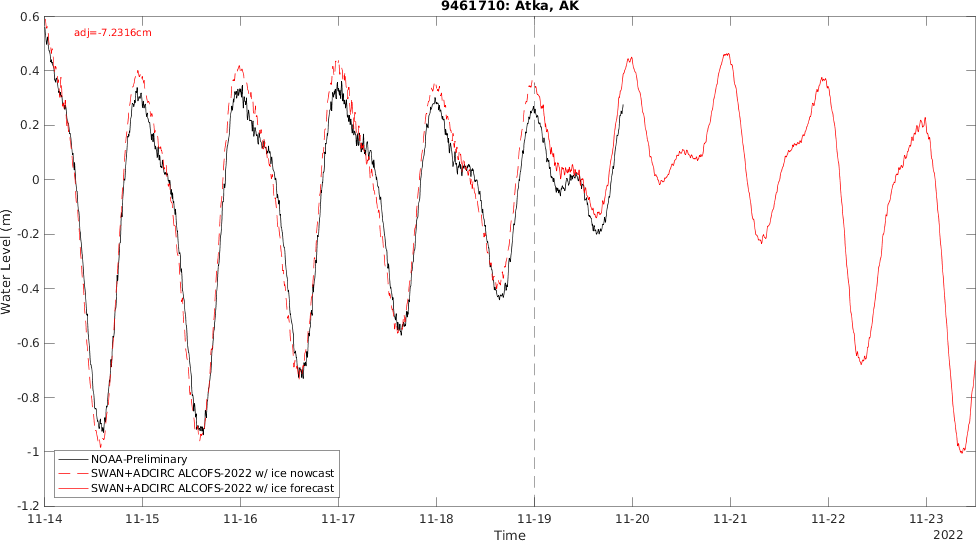 9461710: Atka, AK
adj=-7.2316cm
0.6
0.4
0.2
0
-0.2
-0.4
-0.6
-0.8
-1
-1.2
Water Level (m)
NOAA-Preliminary
SWAN+ADCIRC ALCOFS-2022 w/ ice nowcast
SWAN+ADCIRC ALCOFS-2022 w/ ice forecast
11-14 11-15 11-16 11-17 11-18 11-19 11-20 11-21 11-22 11-23
Time
2022